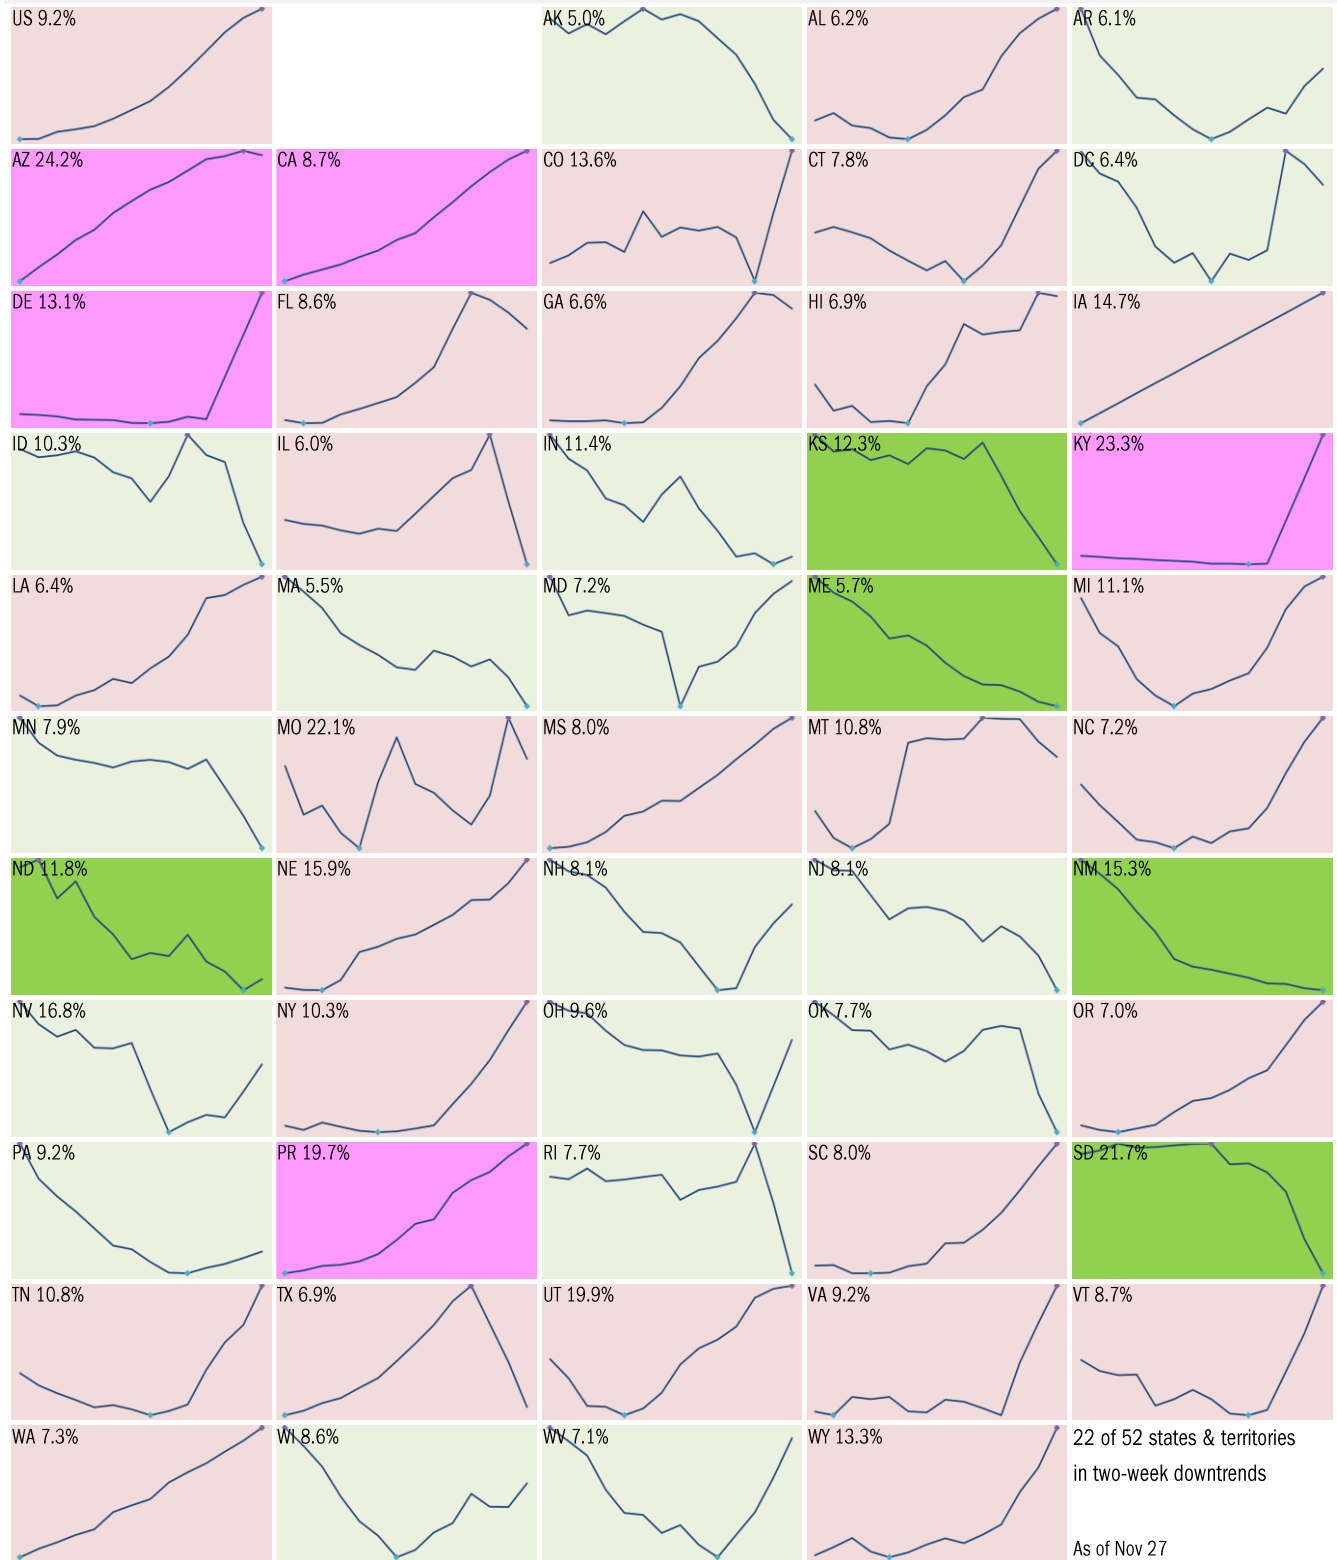 US 9.2%
AK 5.0%
AL 6.2%
AR 6.1%
AZ 24.2%
CA 8.7%
CO 13.6%
CT 7.8%
DC 6.4%
DE 13.1%
FL 8.6%
GA 6.6%
HI 6.9%
IA 14.7%
ID 10.3%
IL 6.0%
IN 11.4%
KS 12.3%
KY 23.3%
LA 6.4%
MA 5.5%
MD 7.2%
ME 5.7%
MI 11.1%
MN 7.9%
MO 22.1%
MS 8.0%
MT 10.8%
NC 7.2%
ND 11.8%
NE 15.9%
NH 8.1%
NJ 8.1%
NM 15.3%
NV 16.8%
NY 10.3%
OH 9.6%
OK 7.7%
OR 7.0%
PA 9.2%
PR 19.7%
RI 7.7%
SC 8.0%
SD 21.7%
TN 10.8%
TX 6.9%
UT 19.9%
VA 9.2%
VT 8.7%
WA 7.3%
WI 8.6%
WV 7.1%
WY 13.3%
22 of 52 states & territories
in two-week downtrends
As of Nov 27